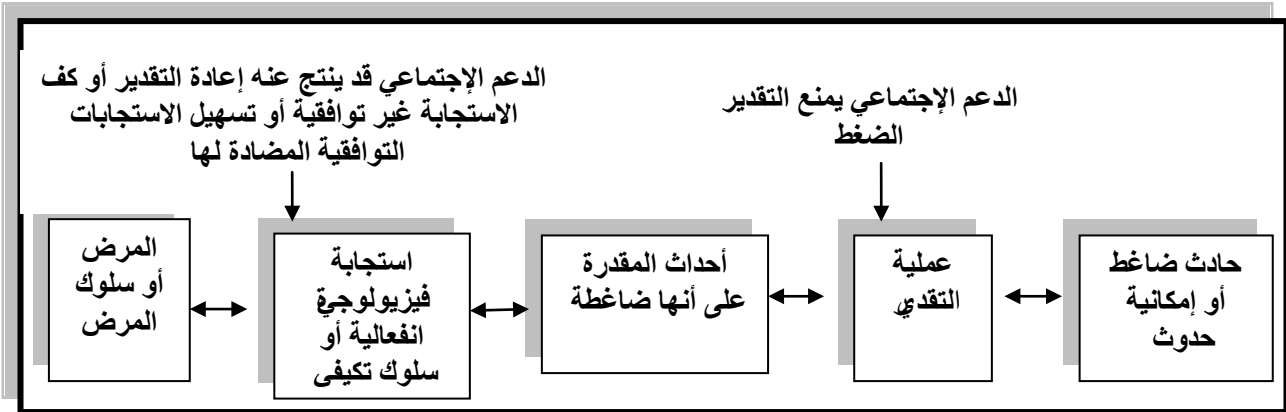 الدعم الإجتماعي قد ينتج عنه إعادة التقدير أو كف
الاستجابة غير توافقية أو تسهيل الاستجابات
التوافقية المضادة لها
الدعم الإجتماعي يمنع التقدير
الضغط
حادث ضاغط
أو إمكانية
حدوث
عملية
التقدي
أحداث المقدرة
على أنها ضاغطة
استجابة
فيزيولوجية
انفعالية أو
سلوك تكيفى
المرض
أو سلوك
المرض